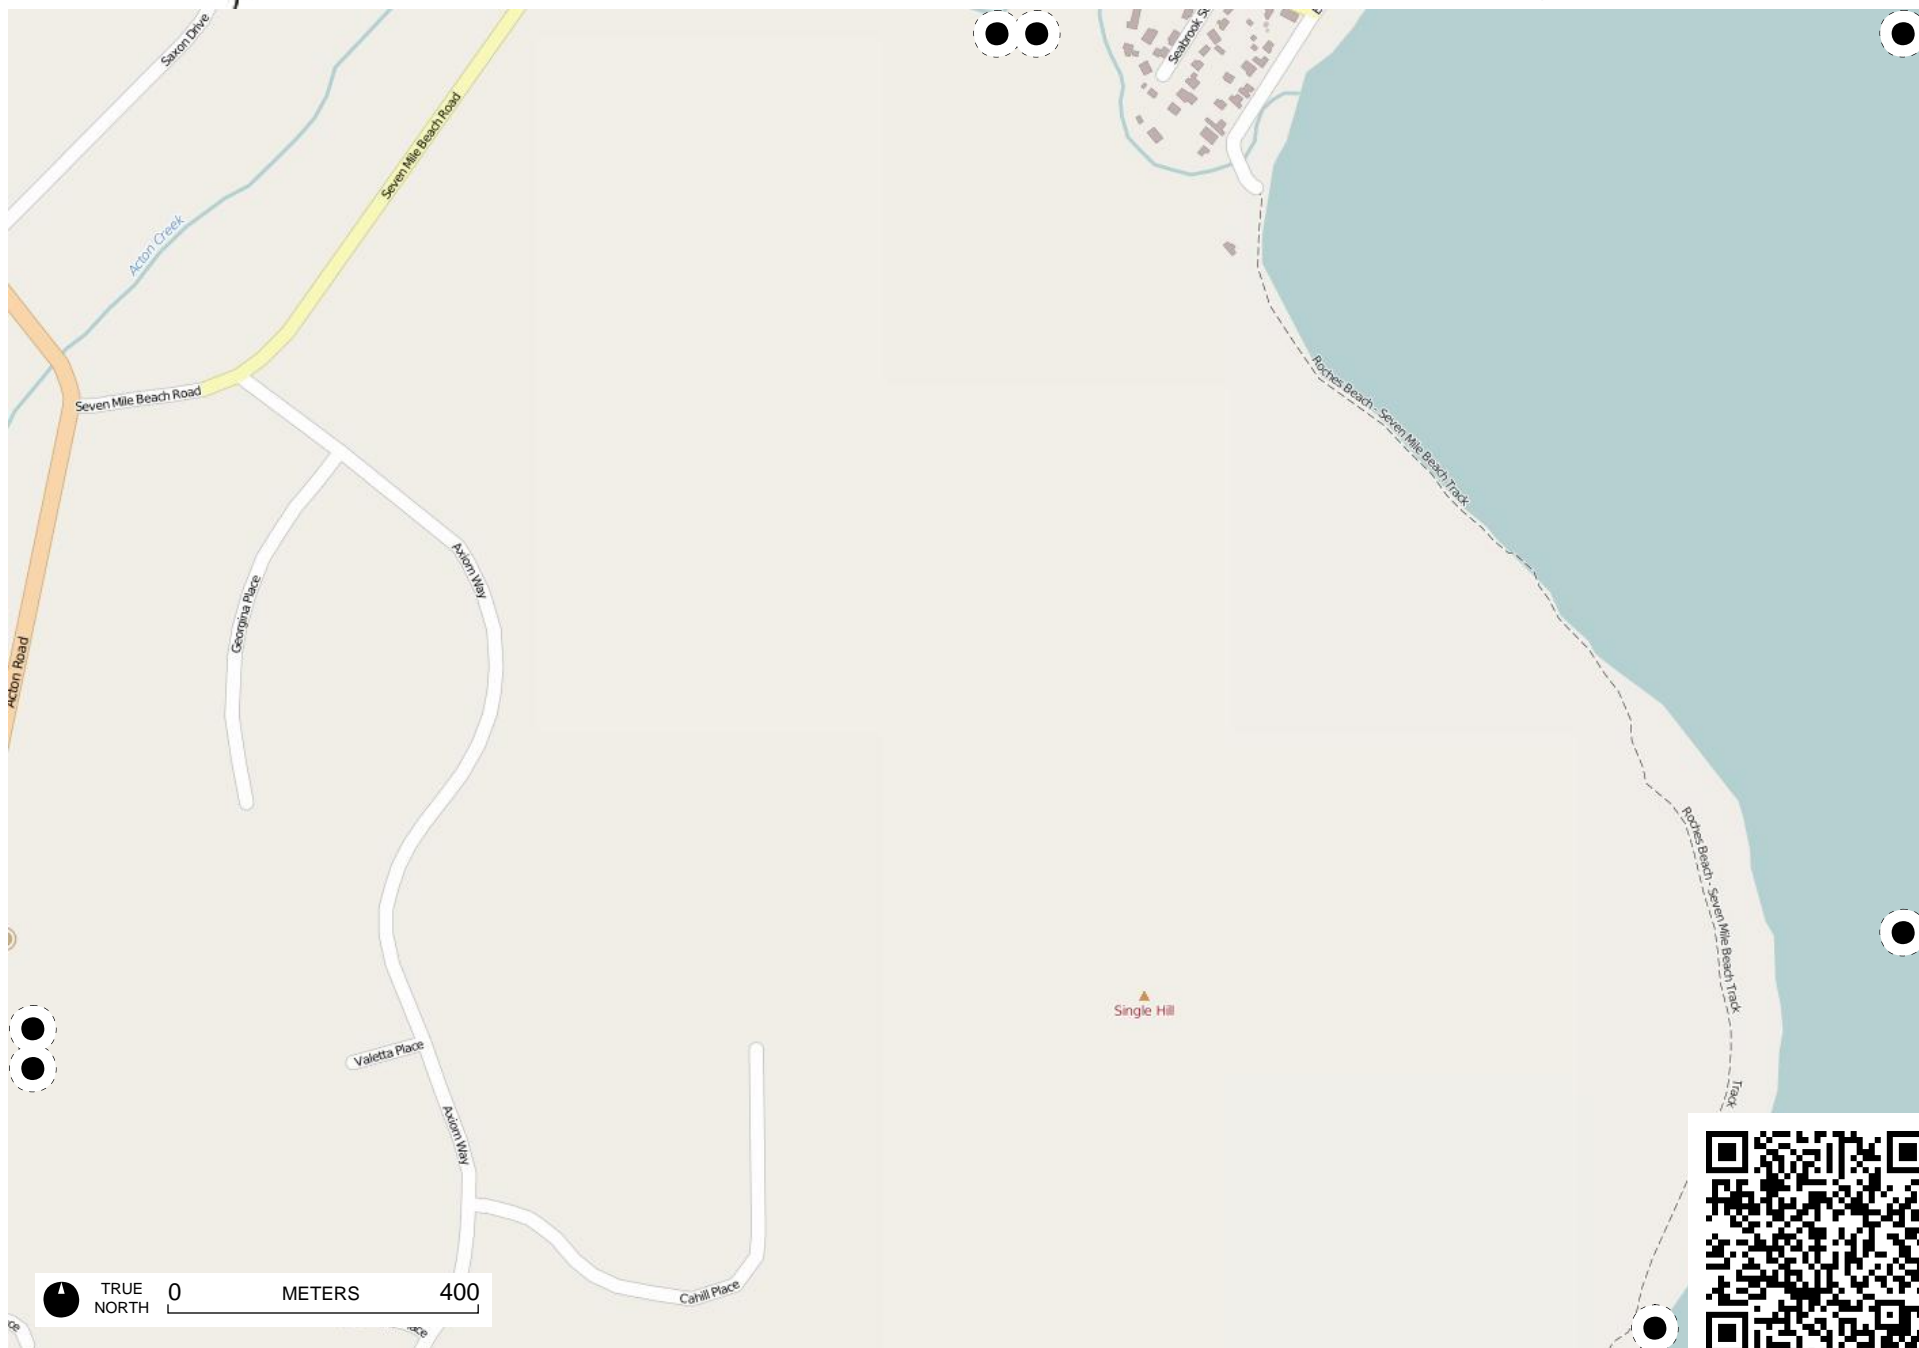 Saxon Drive
Seabrook
Seven Mile Beach Road
Acton Creek
Seven Mile Beach Road
Roches Beach - Seven Mile Beach Track
Axiom Way
Georgina Place
Acton Road
Roches Beach - Seven Mile Beach Track
Single Hill
Valetta Place
Track
Axiom Way
Cahill Place
TRUE
NORTH
0 METERS 400